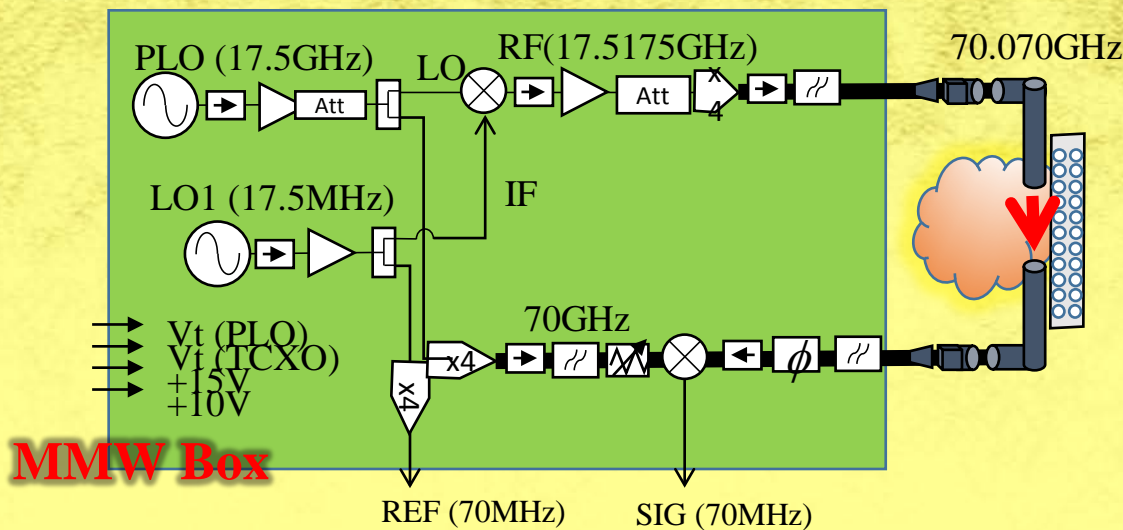 PLO (17.5GHz)
LO
RF(17.5175GHz)
70.070GHz
Att
Att
x
4
LO1 (17.5MHz)
IF
Vt (PLO)
Vt (TCXO)
+15V
+10V
70GHz
x4
x4
ϕ
MMW Box
REF (70MHz)
SIG (70MHz)